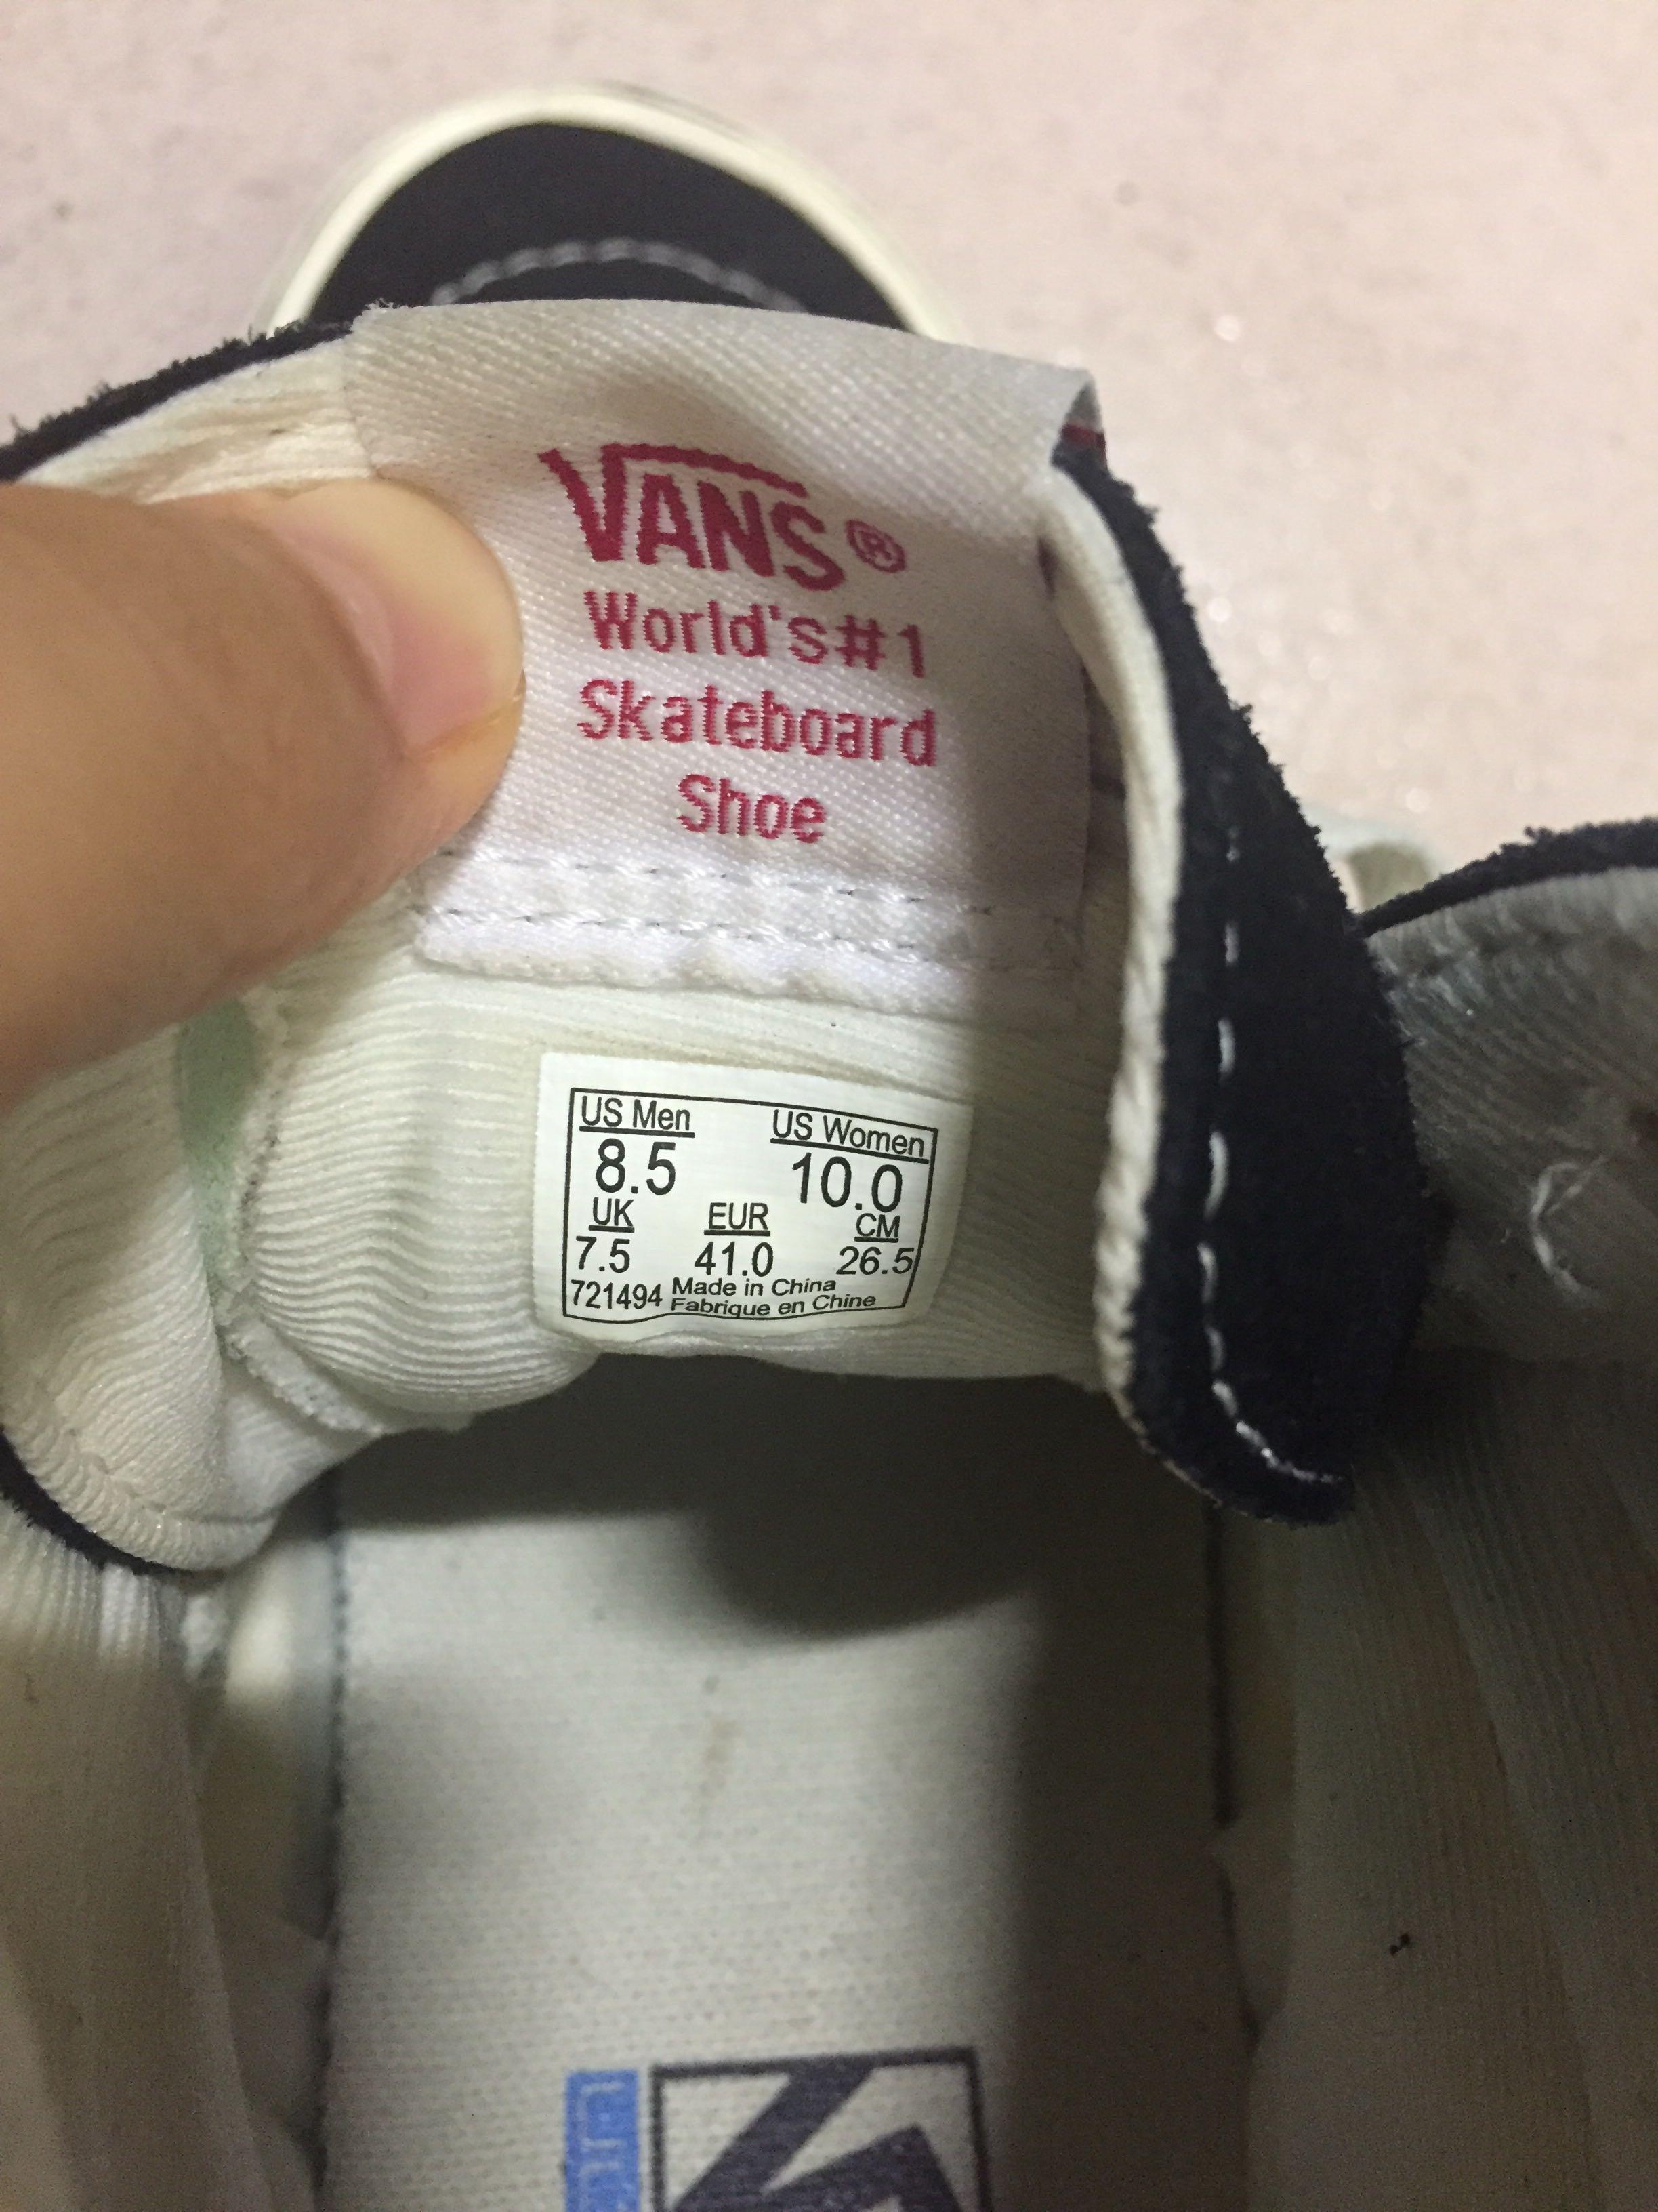 VANS®
World's#1
Skateboard
Shoe
US Men US Women
8.5 10.0
UK EUR CM
7.5 41.0 26.5
721494 Made in China
Fabrique en Chine